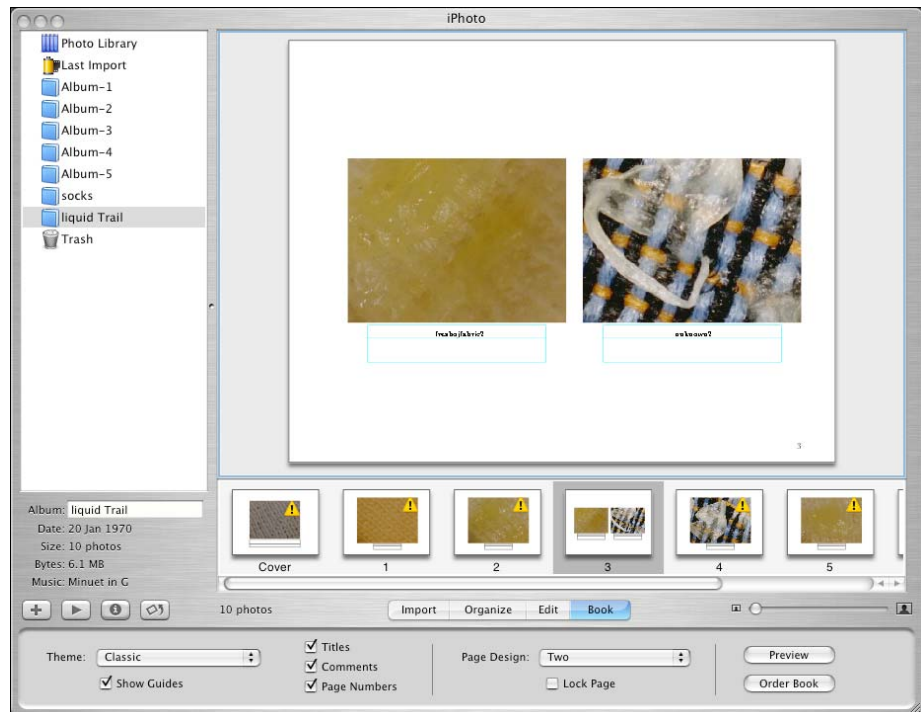 iPhoto
Photo Library
Last Import
Album-1
Album-2
Album-3
Album-4
Album-5
socks
liquid Trail
Trash
unknown?
3
Album: liquid Trail
Date: 20 Jan 1970
Size: 10 photos
Bytes: 6.1 MB
Music: Minuet in G
Cover
1
2
3
4
5
10 photos
Import
Organize
Edit
Book
Theme: Classic
Show Guides
Titles
Comments
Page Numbers
Page Design: Two
Lock Page
Preview
Order Book